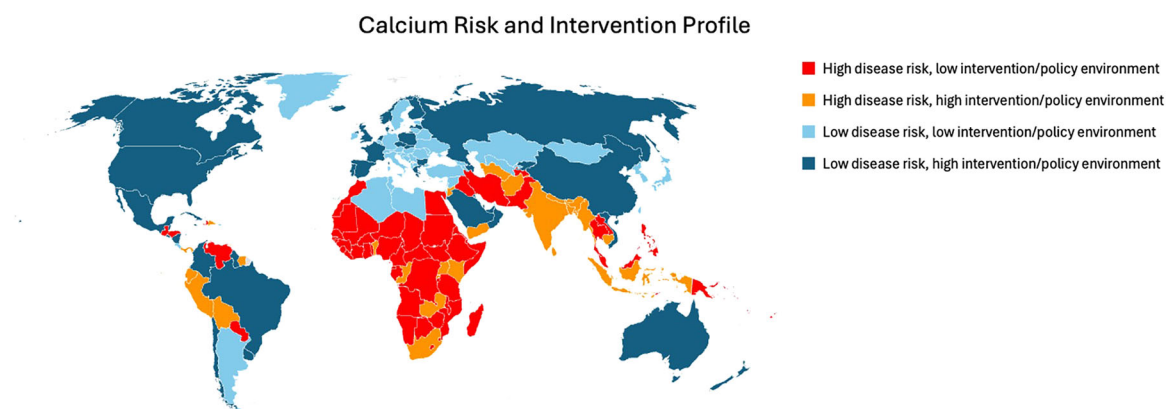 Calcium Risk and Intervention Profile
High disease risk, low intervention/policy environment
High disease risk, high intervention/policy environment
Low disease risk, low intervention/policy environment
Low disease risk, high intervention/policy environment